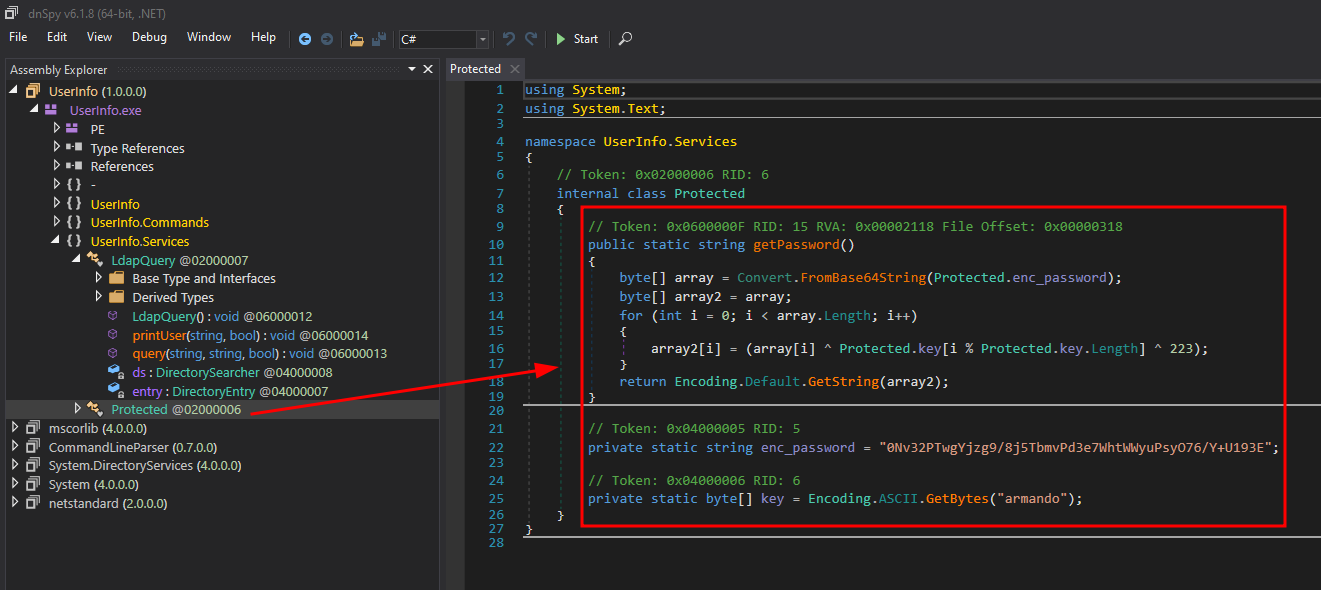 dnSpy v6.1.8 (64-bit, .NET)
File Edit View Debug Window Help C# Start
Assembly Explorer
UserInfo (1.0.0.0)
UserInfo.exe
PE
Type References
References
{ } -
{ } UserInfo
{ } UserInfo.Commands
{ } UserInfo.Services
LdapQuery @02000007
Base Type and Interfaces
Derived Types
LdapQuery() : void @06000012
printUser(string, bool) : void @06000014
query(string, string, bool) : void @06000013
ds : DirectorySearcher @04000008
entry : DirectoryEntry @04000007
Protected @02000006
mscorlib (4.0.0.0)
CommandLineParser (0.7.0.0)
System.DirectoryServices (4.0.0.0)
System (4.0.0.0)
netstandard (2.0.0.0)
Protected
1 using System;
2 using System.Text;
3
4 namespace UserInfo.Services
5 {
6 // Token: 0x02000006 RID: 6
7 internal class Protected
8 {
9 // Token: 0x0600000F RID: 15 RVA: 0x00002118 File Offset: 0x00000318
10 public static string getPassword()
11 {
12 byte[] array = Convert.FromBase64String(Protected.enc_password);
13 byte[] array2 = array;
14 for (int i = 0; i < array.Length; i++)
15 {
16 array2[i] = (array[i] ^ Protected.key[i % Protected.key.Length] ^ 223);
17 }
18 return Encoding.Default.GetString(array2);
19 }
20
21 // Token: 0x04000005 RID: 5
22 private static string enc_password = "0Nv32PTwgYjzg9/8j5TbmvPd3e7WhtWWyuPsyO76/Y+U193E";
23
24 // Token: 0x04000006 RID: 6
25 private static byte[] key = Encoding.ASCII.GetBytes("armando");
26 }
27 }
28